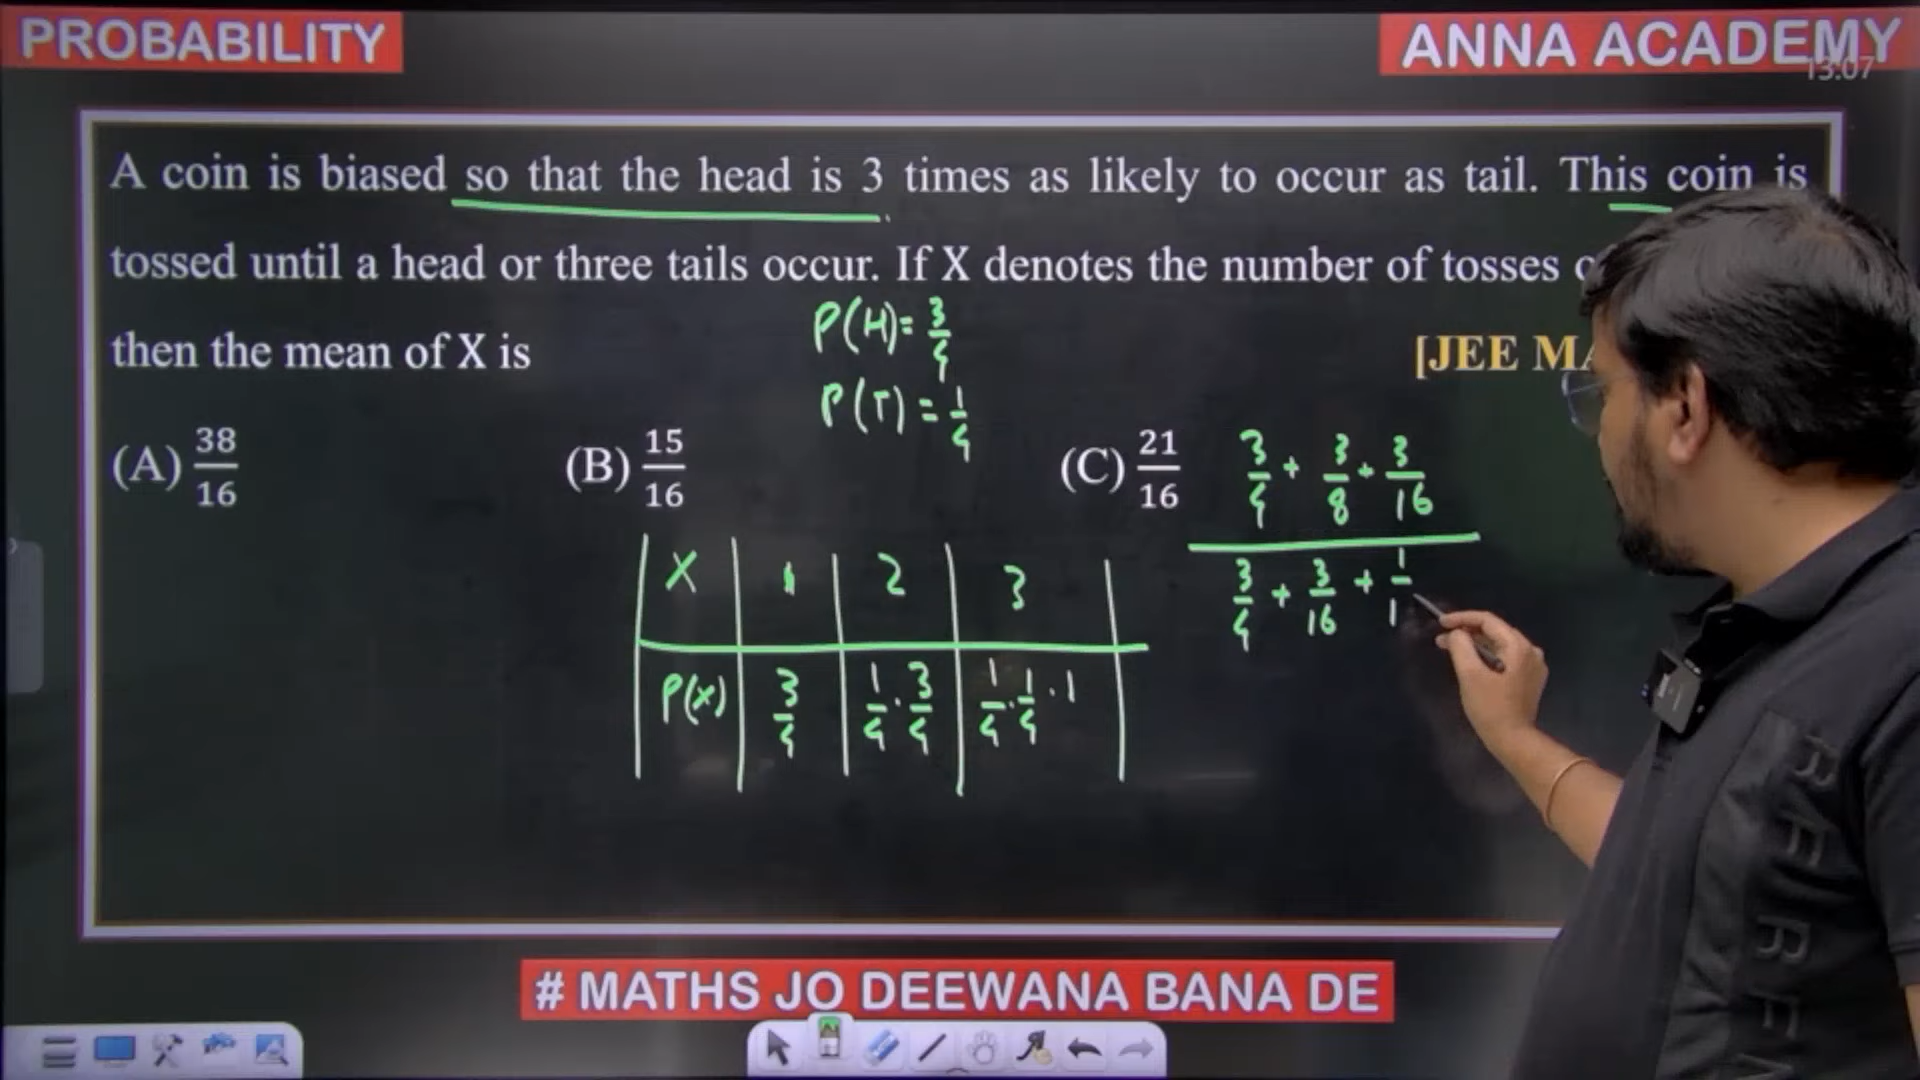 PROBABILITY
ANNA ACADEMY
13:07
A coin is biased so that the head is 3 times as likely to occur as tail. This coin is
tossed until a head or three tails occur. If X denotes the number of tosses
then the mean of X is
[JEE
P(H)= 3/4
P(T) = 1/4
(A) 38/16
(B) 15/16
(C) 21/16
3/4 + 3/8 + 3/16
3/4 + 3/16 + 1/1
X 1 2 3
P(X) 3/4 1/4 · 3/4 1/4 · 1/4 · 1
# MATHS JO DEEWANA BANA DE